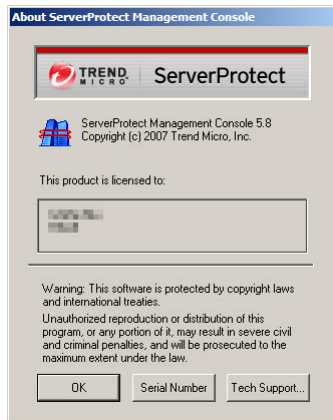 About ServerProtect Management Console
TREND MICRO ServerProtect
ServerProtect Management Console 5.8
Copyright (c) 2007 Trend Micro, Inc.
This product is licensed to:
Warning: This software is protected by copyright laws
and international treaties.
Unauthorized reproduction or distribution of this
program, or any portion of it, may result in severe civil
and criminal penalties, and will be prosecuted to the
maximum extent under the law.
OK Serial Number Tech Support...